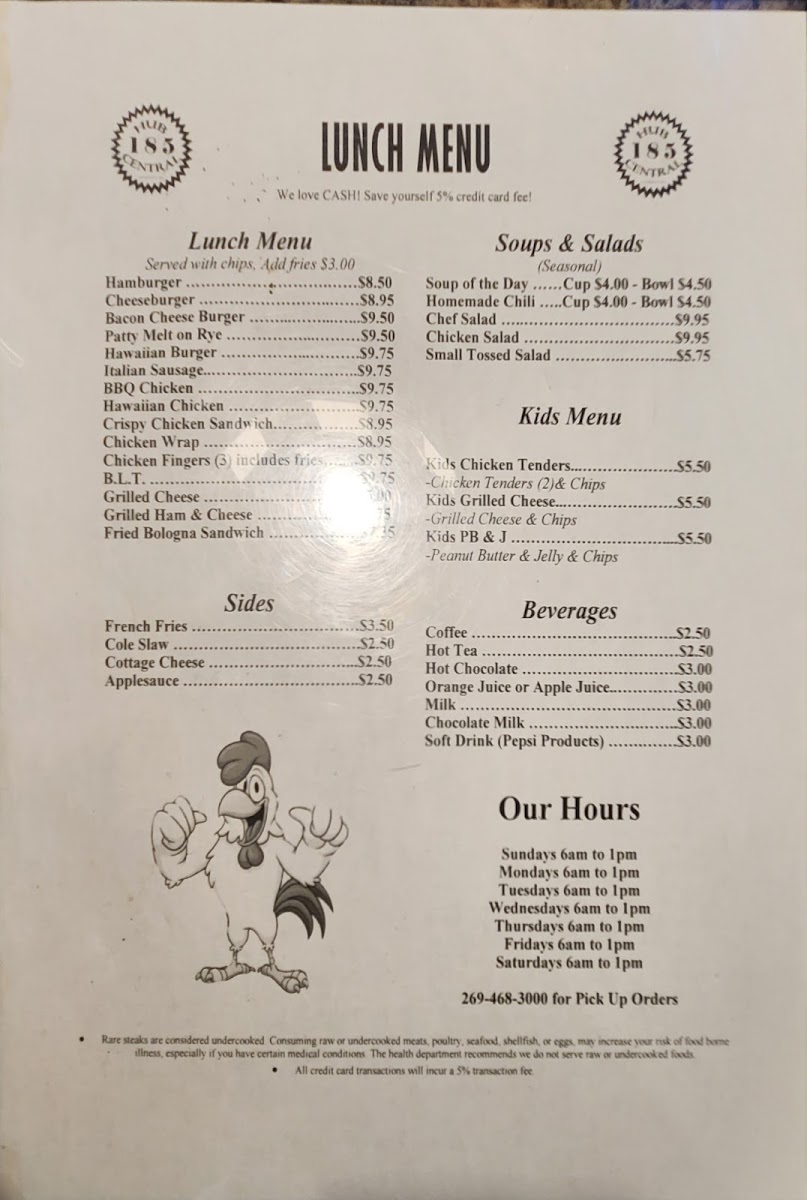 HUB
185
CENTRAL
LUNCH MENU
HUB
185
CENTRAL
We love CASH! Save yourself 5% credit card fee!
Lunch Menu
Served with chips, Add fries $3.00
Hamburger ......................................$8.50
Cheeseburger ...................................$8.95
Bacon Cheese Burger ........................$9.50
Patty Melt on Rye .............................$9.50
Hawaiian Burger ..............................$9.75
Italian Sausage..................................$9.75
BBQ Chicken ...................................$9.75
Hawaiian Chicken ............................$9.75
Crispy Chicken Sandwich..................$8.95
Chicken Wrap ..................................$8.95
Chicken Fingers (3) includes fries.......$9.75
B.L.T. ..............................................$9.75
Grilled Cheese ........................
Grilled Ham & Cheese ................
Fried Bologna Sandwich ..............
Sides
French Fries .....................................$3.50
Cole Slaw .........................................$2.50
Cottage Cheese .................................$2.50
Applesauce .......................................$2.50
Soups & Salads
(Seasonal)
Soup of the Day ......Cup $4.00 - Bowl $4.50
Homemade Chili .....Cup $4.00 - Bowl $4.50
Chef Salad ......................................$9.95
Chicken Salad .................................$9.95
Small Tossed Salad ..........................$5.75
Kids Menu
Kids Chicken Tenders.......................$5.50
-Chicken Tenders (2)& Chips
Kids Grilled Cheese..........................$5.50
-Grilled Cheese & Chips
Kids PB & J ....................................$5.50
-Peanut Butter & Jelly & Chips
Beverages
Coffee .............................................$2.50
Hot Tea ...........................................$2.50
Hot Chocolate ..................................$3.00
Orange Juice or Apple Juice...............$3.00
Milk ................................................$3.00
Chocolate Milk .................................$3.00
Soft Drink (Pepsi Products) ...............$3.00
Our Hours
Sundays 6am to 1pm
Mondays 6am to 1pm
Tuesdays 6am to 1pm
Wednesdays 6am to 1pm
Thursdays 6am to 1pm
Fridays 6am to 1pm
Saturdays 6am to 1pm
269-468-3000 for Pick Up Orders
• Rare steaks are considered undercooked. Consuming raw or undercooked meats, poultry, seafood, shellfish, or eggs, may increase your risk of food borne
illness, especially if you have certain medical conditions. The health department recommends we do not serve raw or undercooked foods.
• All credit card transactions will incur a 5% transaction fee.